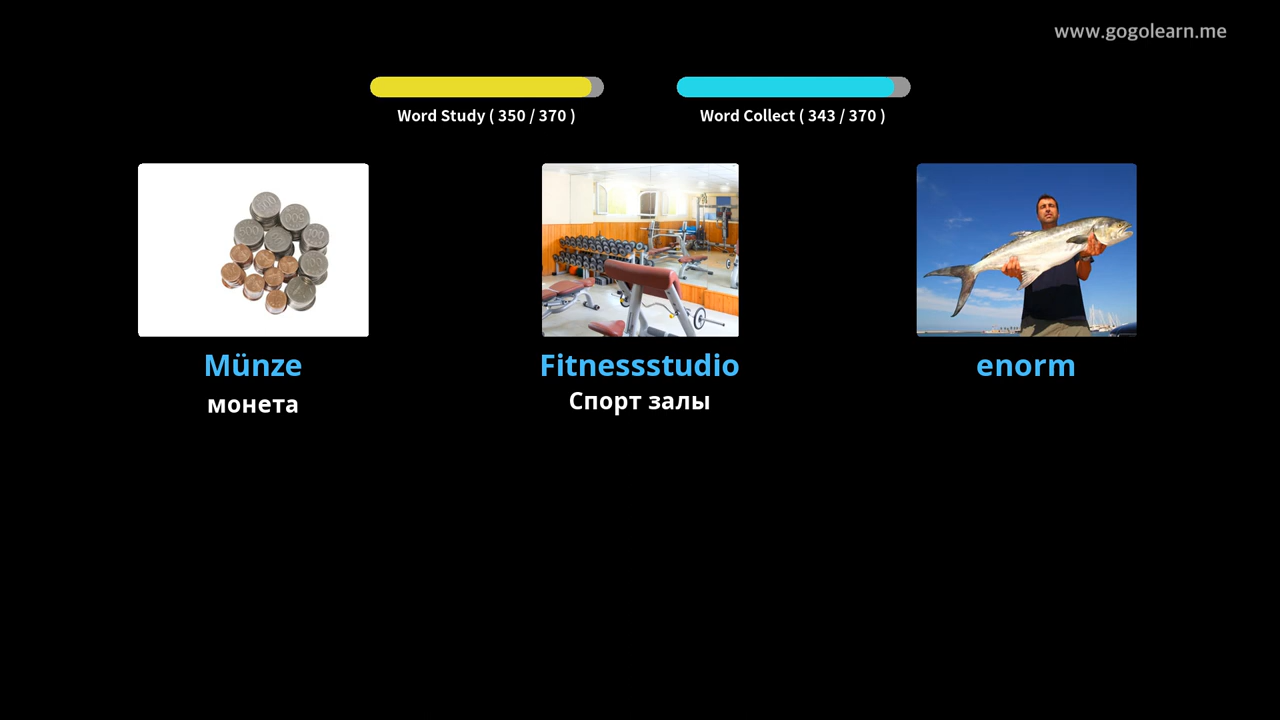 www.gogolearn.me
Word Study ( 350 / 370 )
Word Collect ( 343 / 370 )
Münze
Fitnessstudio
enorm
монета
Спорт залы